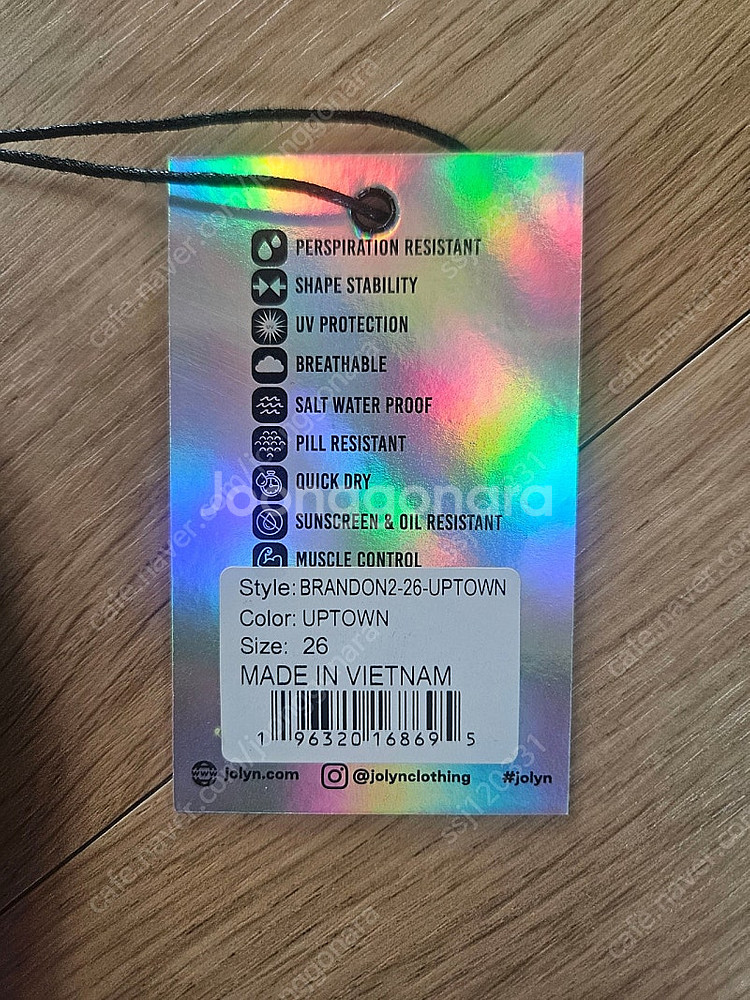 PERSPIRATION RESISTANT
SHAPE STABILITY
UV PROTECTION
BREATHABLE
SALT WATER PROOF
PILL RESISTANT
QUICK DRY
Joonggonara
SUNSCREEN & OIL RESISTANT
MUSCLE CONTROL
Style: BRANDON2-26-UPTOWN
Color: UPTOWN
Size: 26
MADE IN VIETNAM
1 96320 16869 5
www jolyn.com @jolynclothing #jolyn